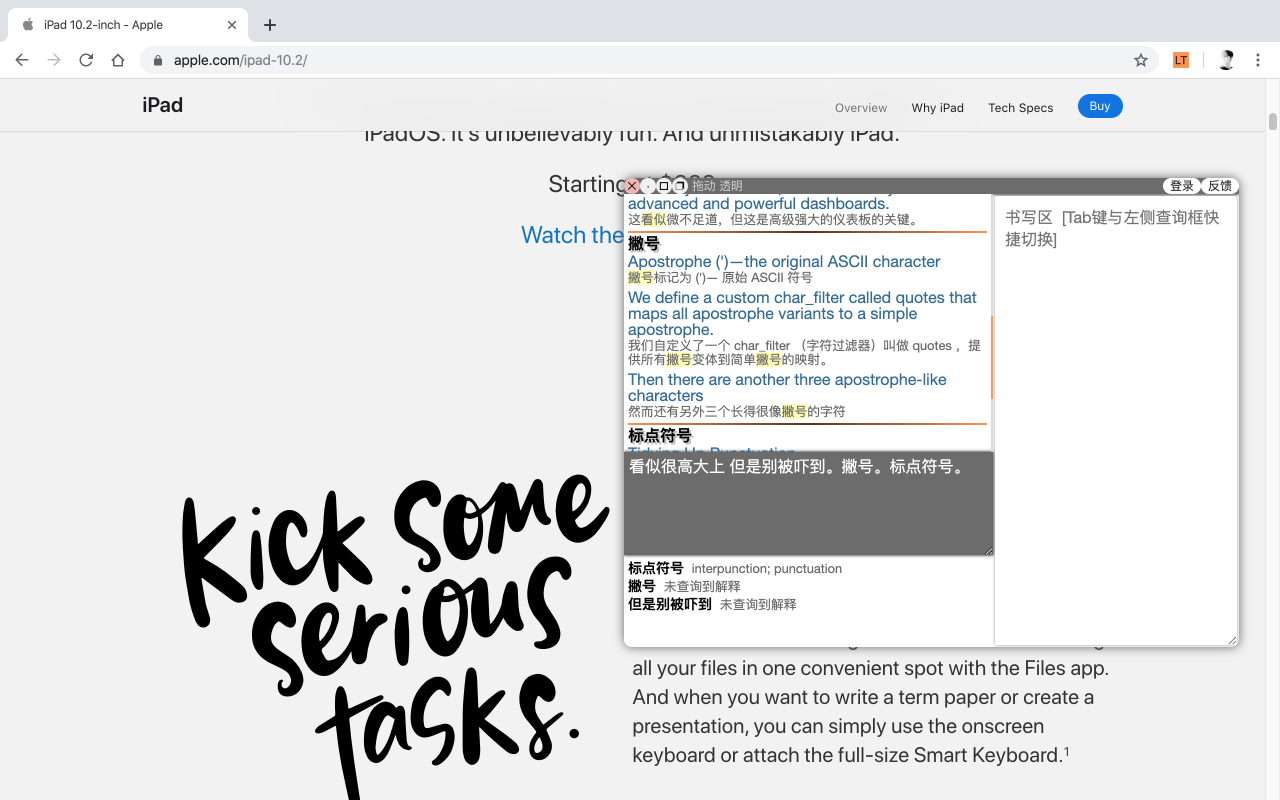 iPad 10.2-inch - Apple
apple.com/ipad-10.2/
LT
iPad
Overview
Why iPad
Tech Specs
Buy
iPadOS. It's unbelievably fun. And unmistakably iPad.
Starting
Watch the
kick some
serious
tasks.
拖动 透明
登录
反馈
advanced and powerful dashboards.
这看似微不足道，但这是高级强大的仪表板的关键。
撇号
Apostrophe (')—the original ASCII character
撇号标记为 (')— 原始 ASCII 符号
We define a custom char_filter called quotes that
maps all apostrophe variants to a simple
apostrophe.
我们自定义了一个 char_filter （字符过滤器）叫做 quotes ，提
供所有撇号变体到简单撇号的映射。
Then there are another three apostrophe-like
characters
然而还有另外三个长得很像撇号的字符
标点符号
Tidying Up Punctuation
看似很高大上 但是别被吓到。撇号。标点符号。
标点符号 interpunction; punctuation
撇号 未查询到解释
但是别被吓到 未查询到解释
书写区 [Tab键与左侧查询框快
捷切换]
all your files in one convenient spot with the Files app.
And when you want to write a term paper or create a
presentation, you can simply use the onscreen
keyboard or attach the full-size Smart Keyboard.¹